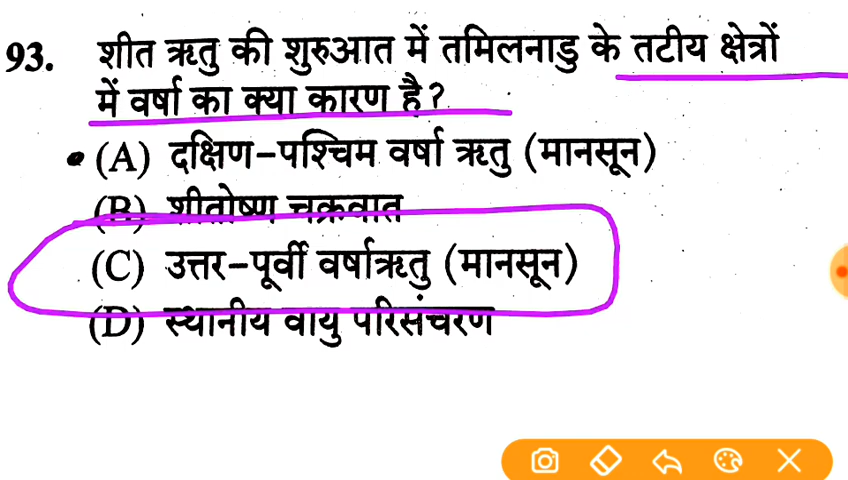 93. शीत ऋतु की शुरुआत में तमिलनाडु के तटीय क्षेत्रों
में वर्षा का क्या कारण है?
(A) दक्षिण-पश्चिम वर्षा ऋतु (मानसून)
(B) शीतोष्ण चक्रवात
(C) उत्तर-पूर्वी वर्षाऋतु (मानसून)
(D) स्थानीय वायु परिसंचरण